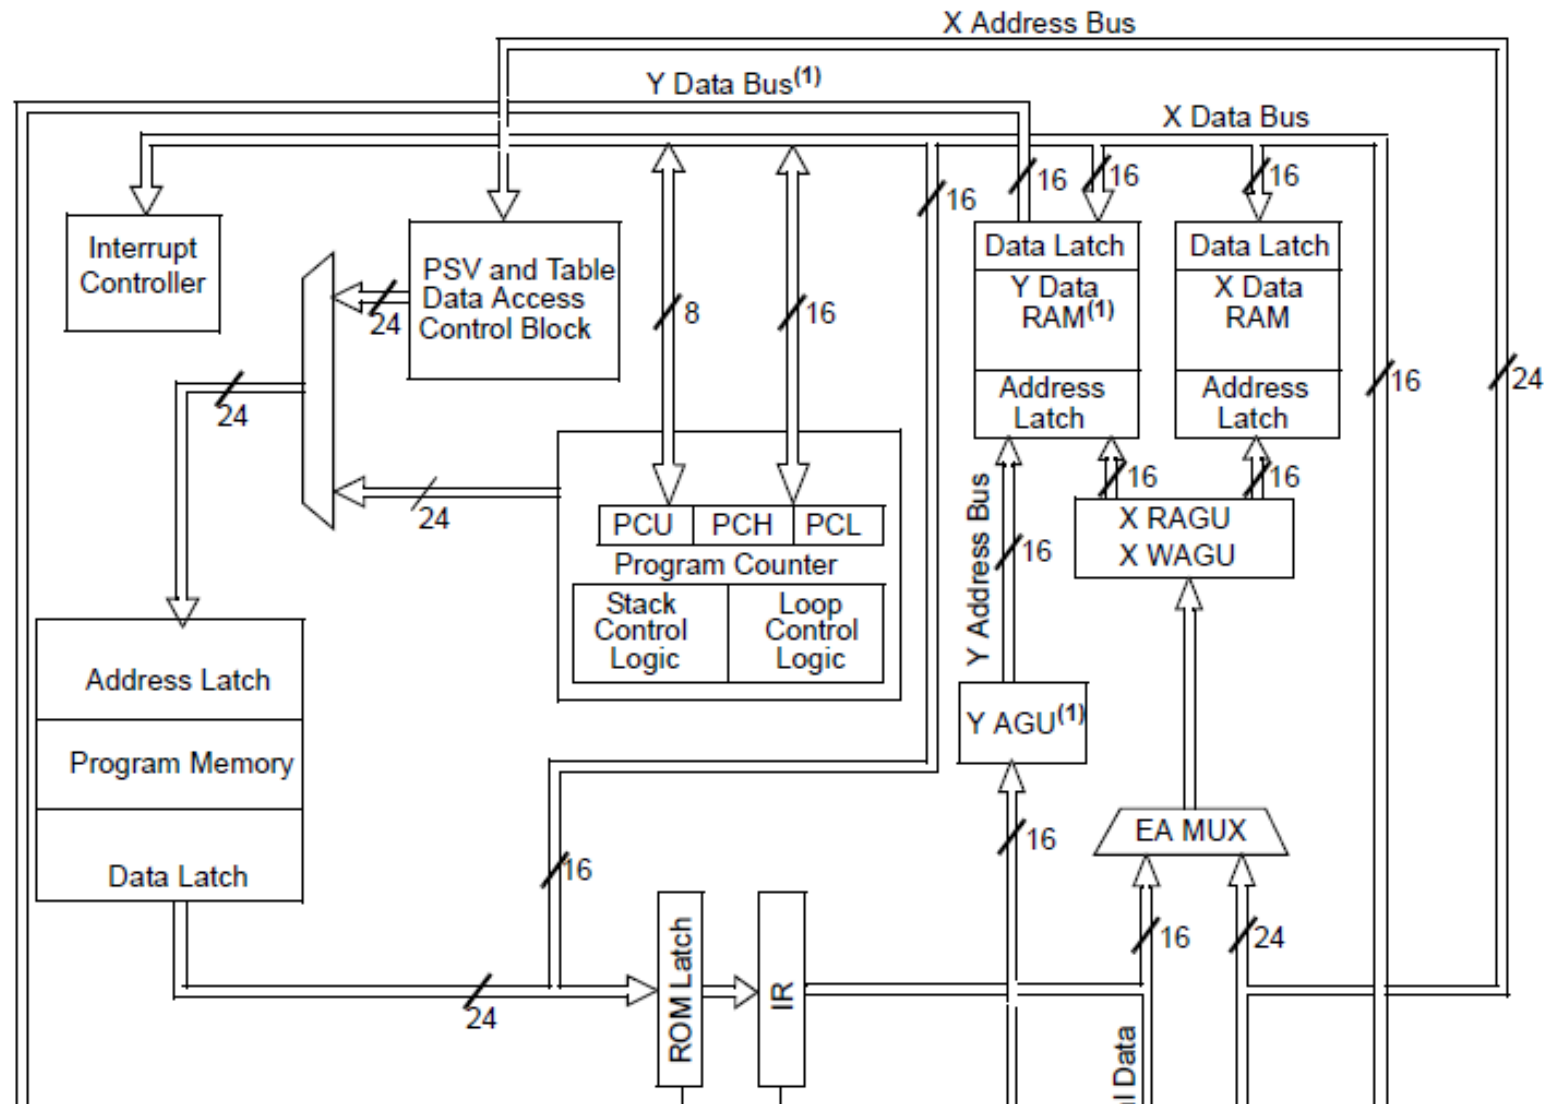 X Address Bus
Y Data Bus(1)
X Data Bus
16
16
16
16
Interrupt
Controller
PSV and Table
Data Access
Control Block
24
8
16
Data Latch
Y Data
RAM(1)
Address
Latch
Data Latch
X Data
RAM
Address
Latch
16
24
24
24
16
16
PCU
PCH
PCL
Program Counter
Stack
Control
Logic
Loop
Control
Logic
X RAGU
X WAGU
Y Address Bus
16
Address Latch
Program Memory
Data Latch
Y AGU(1)
16
EA MUX
16
16
24
24
ROM Latch
IR
al Data